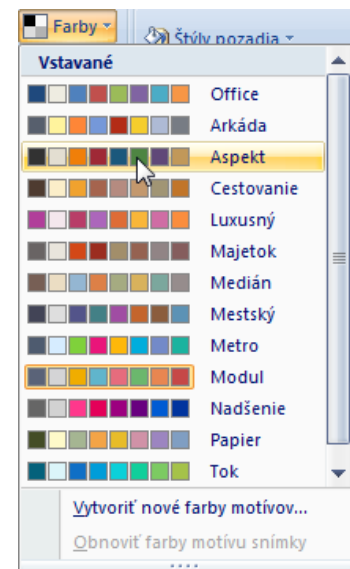 Farby
Štýly pozadia
Vstavané
Office
Arkáda
Aspekt
Cestovanie
Luxusný
Majetok
Medián
Mestský
Metro
Modul
Nadšenie
Papier
Tok
Vytvoriť nové farby motívov...
Obnoviť farby motívu snímky